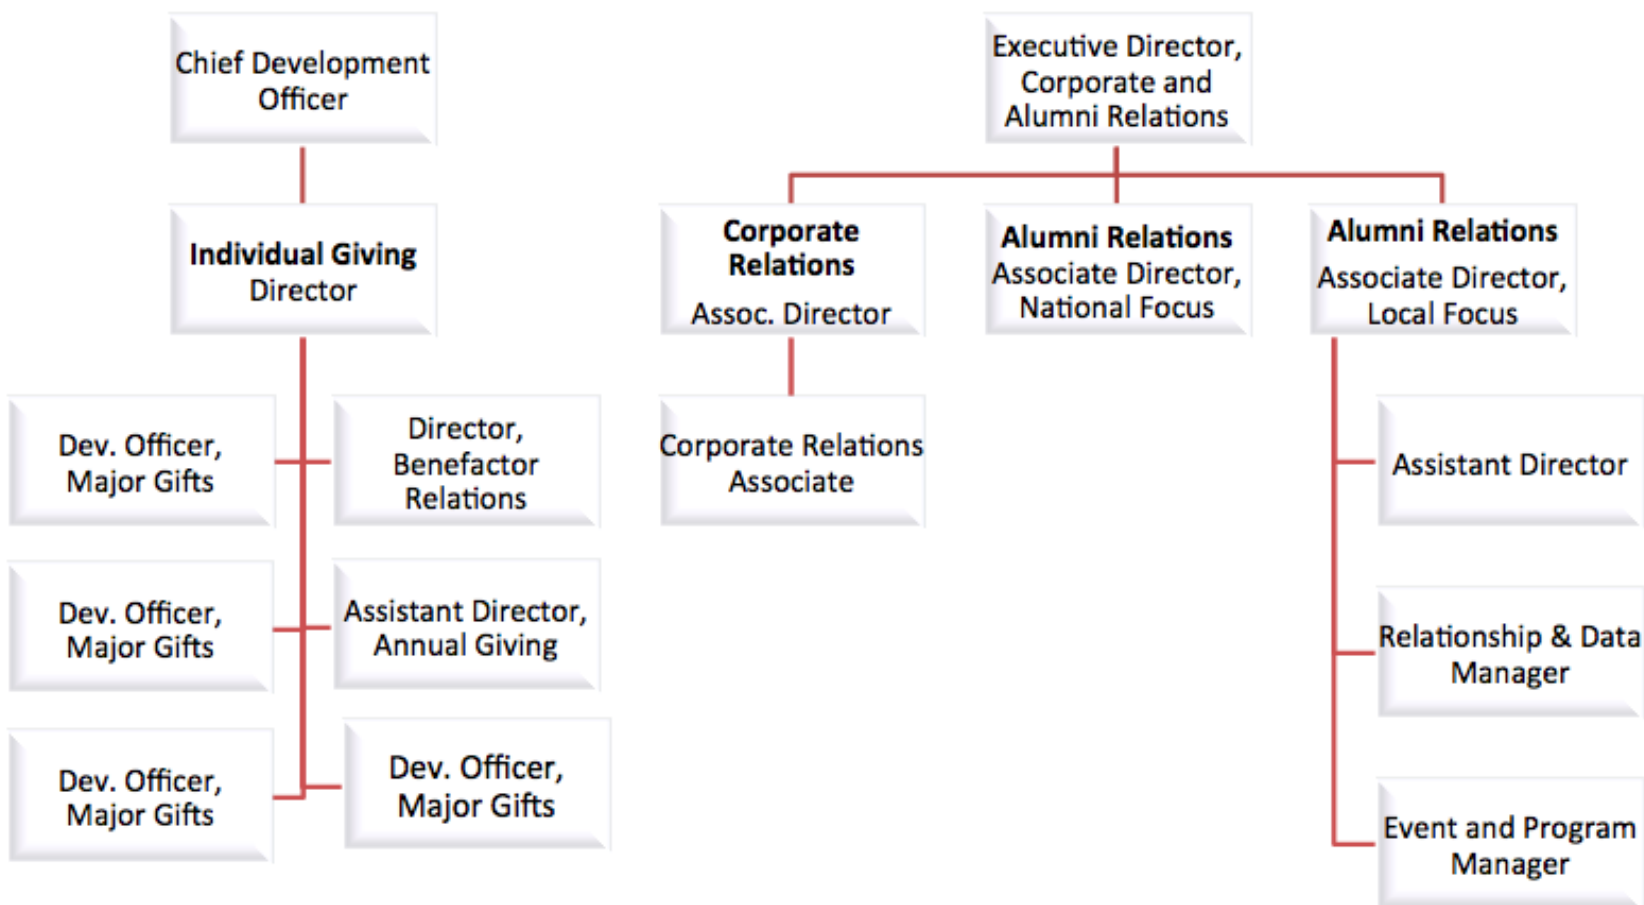 Chief Development
Officer
Executive Director,
Corporate and
Alumni Relations
Individual Giving
Director
Corporate
Relations
Assoc. Director
Alumni Relations
Associate Director,
National Focus
Alumni Relations
Associate Director,
Local Focus
Dev. Officer,
Major Gifts
Director,
Benefactor
Relations
Corporate Relations
Associate
Assistant Director
Dev. Officer,
Major Gifts
Assistant Director,
Annual Giving
Relationship & Data
Manager
Dev. Officer,
Major Gifts
Dev. Officer,
Major Gifts
Event and Program
Manager